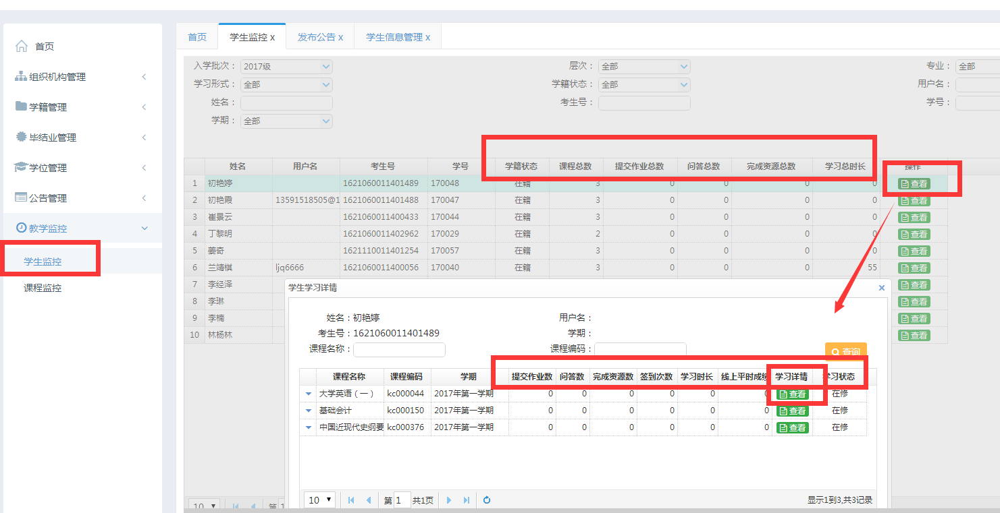 首页
组织机构管理
学籍管理
毕结业管理
学位管理
公告管理
教学监控
学生监控
课程监控
首页 学生监控 x 发布公告 x 学生信息管理 x
入学批次： 2017级 层次： 全部 专业： 全部
学习形式： 全部 学籍状态： 全部 用户名：
姓名： 考生号： 学号：
学期： 全部
姓名 用户名 考生号 学号 学籍状态 课程总数 提交作业总数 问答总数 完成资源总数 学习总时长 操作
1 初艳婷 1621060011401489 170048 在籍 3 0 0 0 0 查看
2 初艳霞 13591518505@1 1621060011401488 170047 在籍 3 0 0 0 0 查看
3 崔景云 1621060011400433 170044 在籍 3 0 0 0 0 查看
4 丁黎明 1621060011402962 170029 在籍 2 0 0 0 0 查看
5 姜奇 1621110011401254 170057 在籍 3 0 0 0 0 查看
6 兰靖棋 ljq6666 1621060011400056 170040 在籍 3 0 0 0 55 查看
7 李经泽 查看
8 李琳 查看
9 李楠 查看
10 林杨林 查看
10 第 1
学生学习详情 ×
姓名：初艳婷 用户名：
考生号：1621060011401489 学期：
课程名称： 课程编码： 查询
课程名称 课程编码 学期 提交作业数 问答数 完成资源数 签到次数 学习时长 线上平时成绩 学习详情 学习状态
大学英语（一） kc000044 2017年第一学期 0 0 0 0 0 0 查看 在修
基础会计 kc000150 2017年第一学期 0 0 0 0 0 0 查看 在修
中国近现代史纲要 kc000376 2017年第一学期 0 0 0 0 0 0 查看 在修
10 第 1 共1页 显示1到3,共3记录